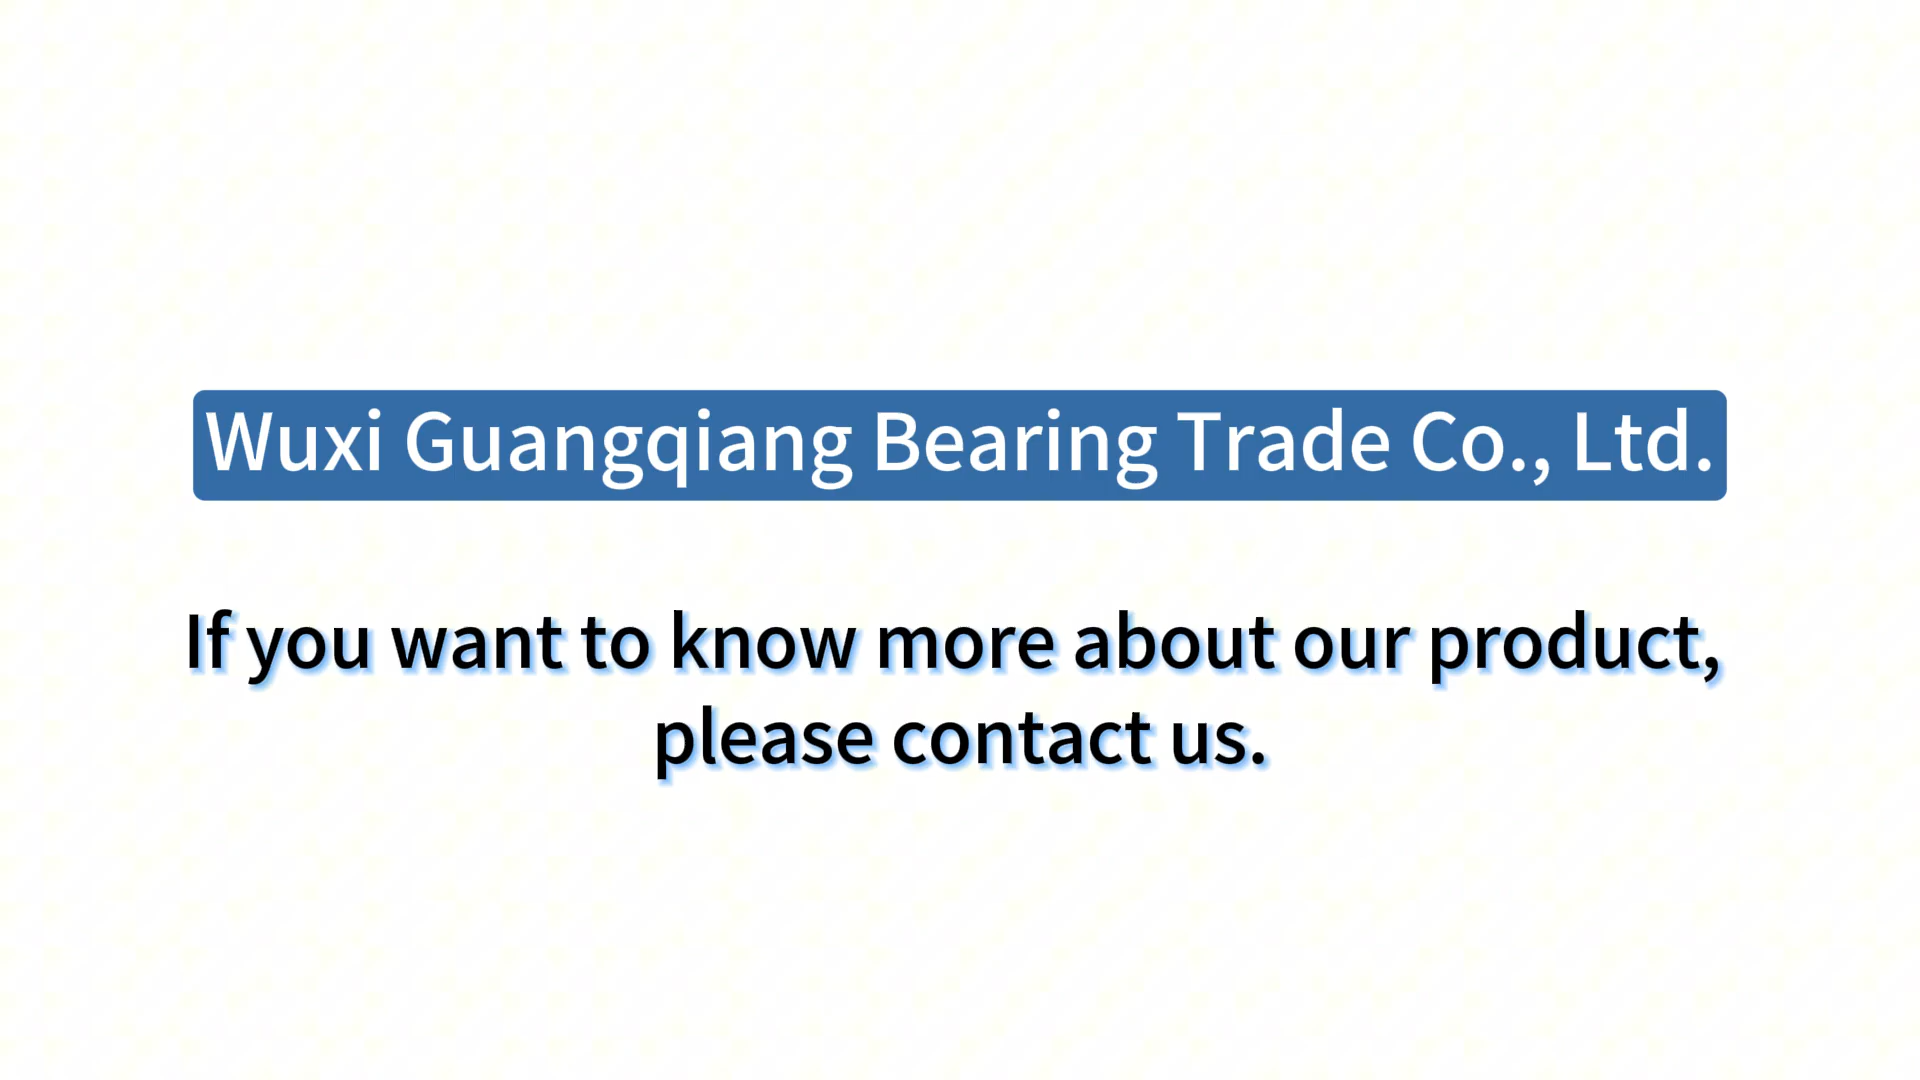 Wuxi Guangqiang Bearing Trade Co., Ltd.
If you want to know more about our product,
please contact us.